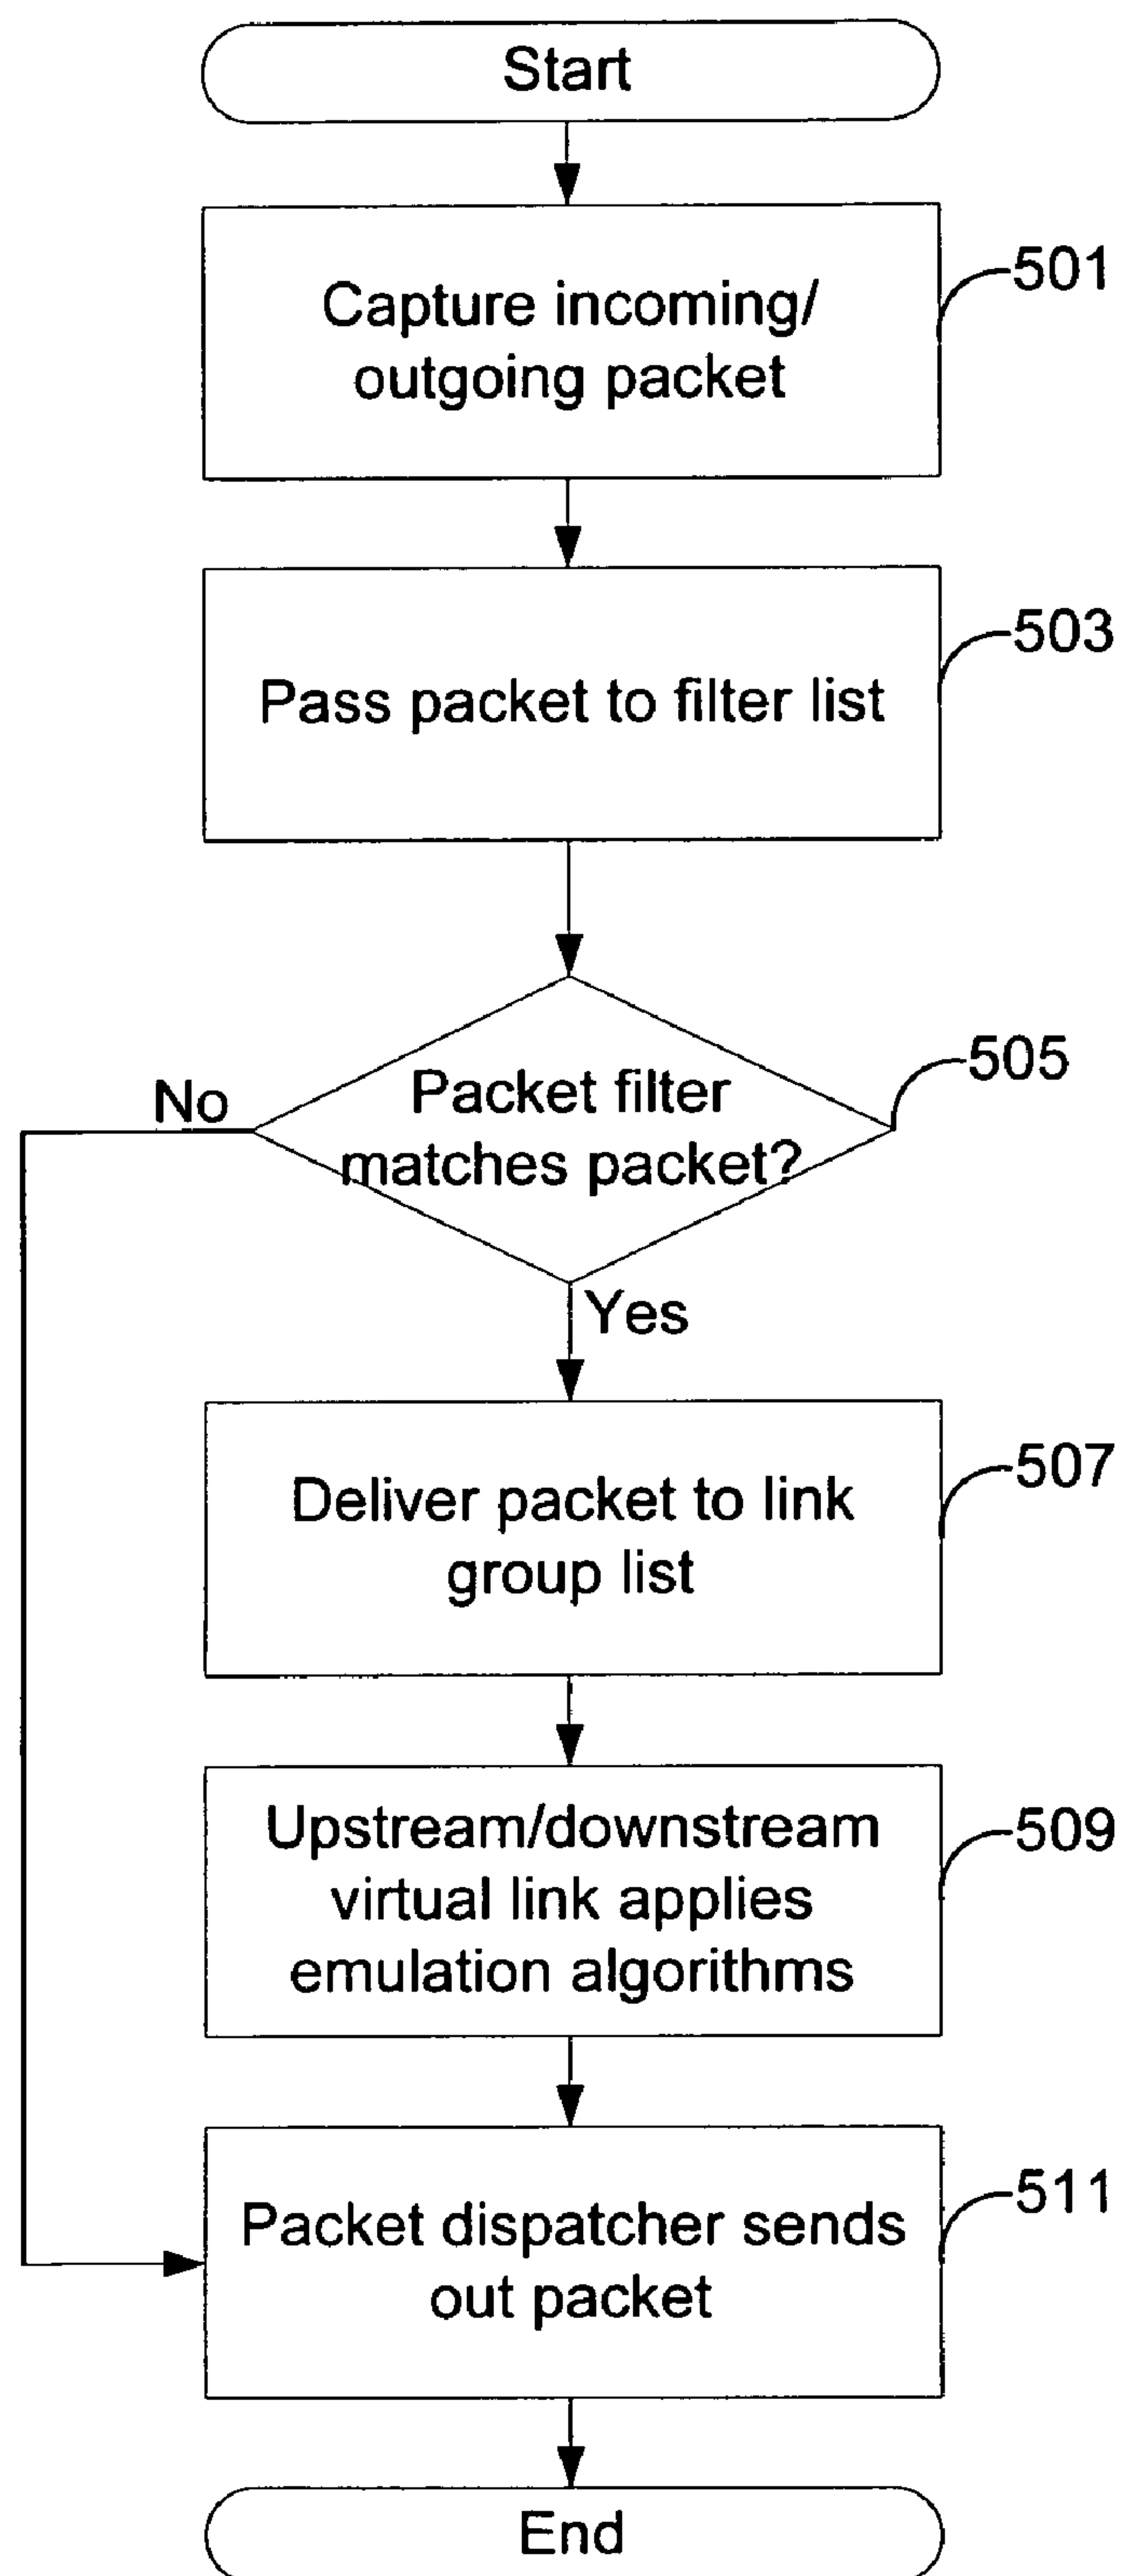 Start
Capture incoming/
outgoing packet
501
Pass packet to filter list
503
Packet filter
matches packet?
505
No
Yes
Deliver packet to link
group list
507
Upstream/downstream
virtual link applies
emulation algorithms
509
Packet dispatcher sends
out packet
511
End